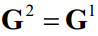 G² = G¹